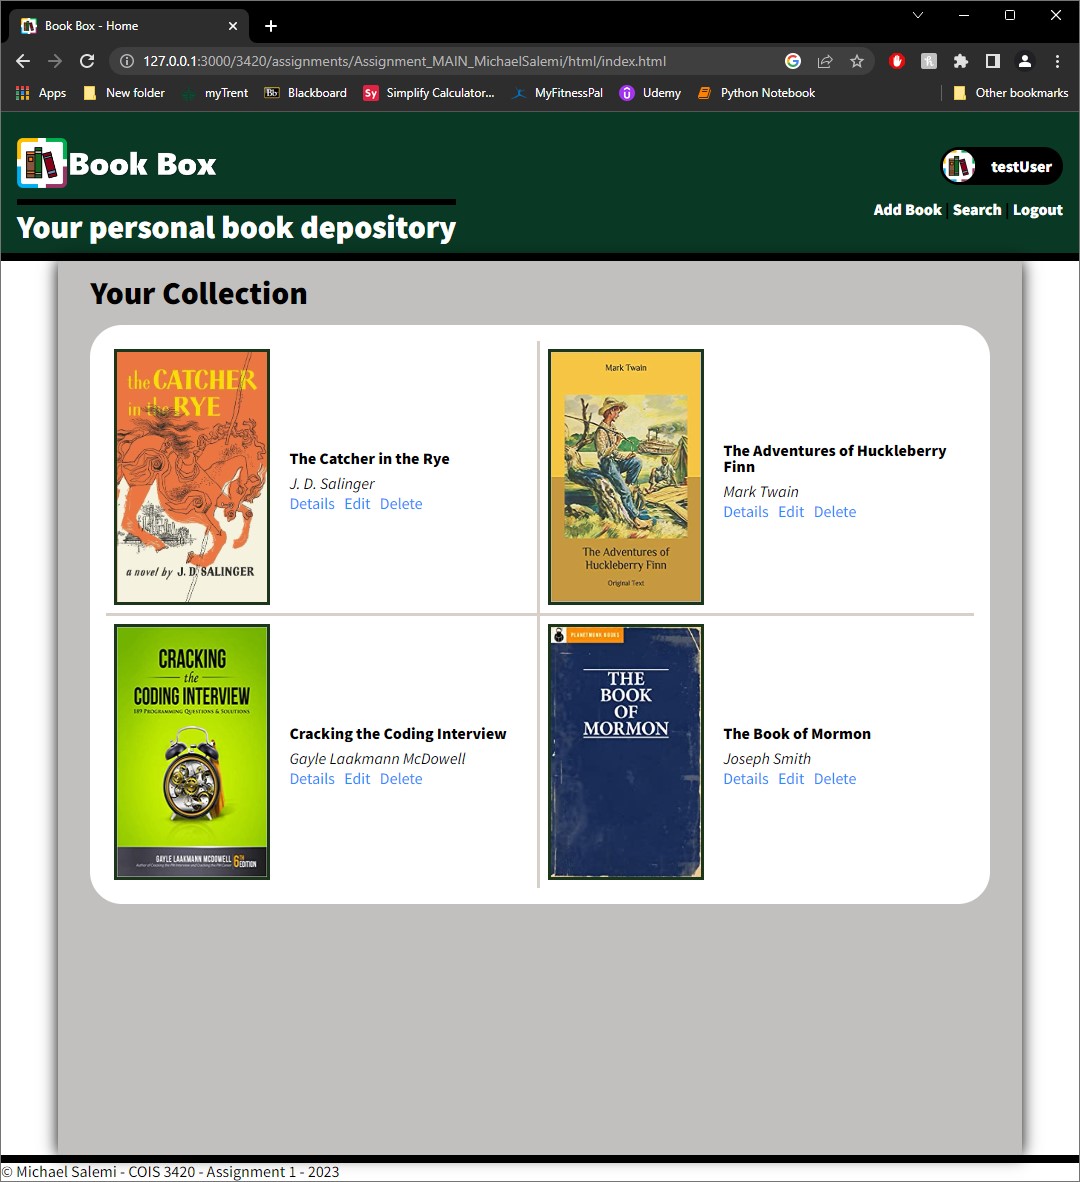 Book Box - Home
127.0.0.1:3000/3420/assignments/Assignment_MAIN_MichaelSalemi/html/index.html
Apps New folder myTrent Bb Blackboard Sy Simplify Calculator... MyFitnessPal Udemy Python Notebook Other bookmarks
Book Box
testUser
Add Book | Search | Logout
Your personal book depository
Your Collection
the CATCHER
in the RYE
a novel by J. D. SALINGER
The Catcher in the Rye
J. D. Salinger
Details Edit Delete
Mark Twain
The Adventures of
Huckleberry Finn
Original Text
The Adventures of Huckleberry
Finn
Mark Twain
Details Edit Delete
CRACKING
the
CODING INTERVIEW
189 PROGRAMMING QUESTIONS & SOLUTIONS
GAYLE LAAKMANN MCDOWELL 6TH
EDITION
Cracking the Coding Interview
Gayle Laakmann McDowell
Details Edit Delete
PLANETMONK BOOKS
THE
BOOK
OF
MORMON
The Book of Mormon
Joseph Smith
Details Edit Delete
© Michael Salemi - COIS 3420 - Assignment 1 - 2023